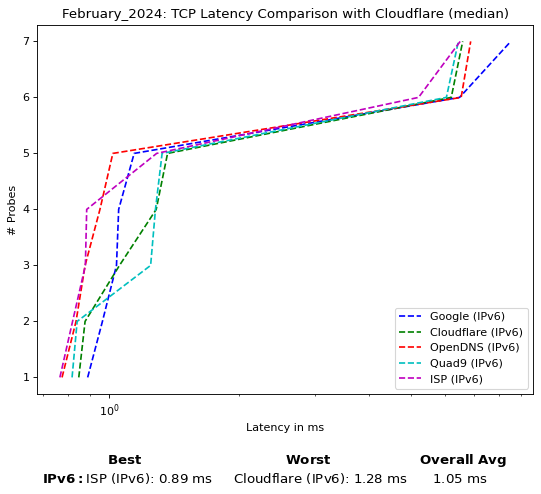 February_2024: TCP Latency Comparison with Cloudflare (median)
7
6
5
4
3
2
1
# Probes
Google (IPv6)
Cloudflare (IPv6)
OpenDNS (IPv6)
Quad9 (IPv6)
ISP (IPv6)
10⁰
Latency in ms
Best Worst Overall Avg
IPv6: ISP (IPv6): 0.89 ms Cloudflare (IPv6): 1.28 ms 1.05 ms